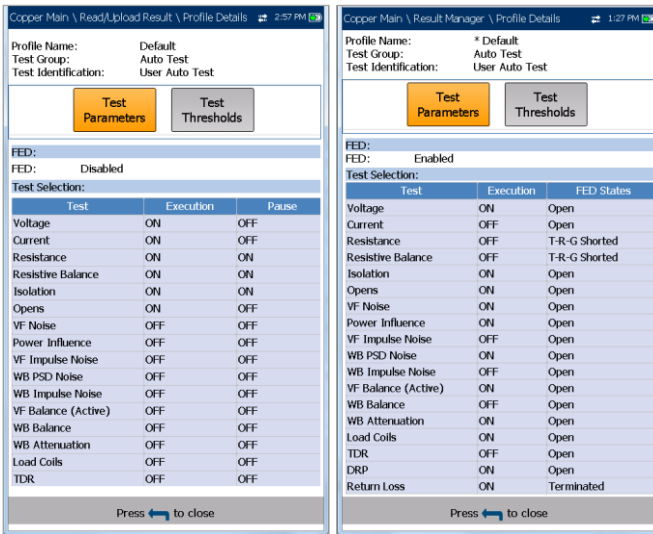 Copper Main \ Read/Upload Result \ Profile Details 2:57 PM
Profile Name: Default
Test Group: Auto Test
Test Identification: User Auto Test
Test Parameters
Test Thresholds
FED:
FED: Disabled
Test Selection:
Test Execution Pause
Voltage ON OFF
Current ON OFF
Resistance ON ON
Resistive Balance ON ON
Isolation ON ON
Opens ON OFF
VF Noise OFF OFF
Power Influence OFF OFF
VF Impulse Noise OFF OFF
WB PSD Noise OFF OFF
WB Impulse Noise OFF OFF
VF Balance (Active) OFF OFF
WB Balance OFF OFF
WB Attenuation OFF OFF
Load Coils OFF OFF
TDR OFF OFF
Press to close
Copper Main \ Result Manager \ Profile Details 1:27 PM
Profile Name: * Default
Test Group: Auto Test
Test Identification: User Auto Test
Test Parameters
Test Thresholds
FED:
FED: Enabled
Test Selection:
Test Execution FED States
Voltage ON Open
Current OFF Open
Resistance OFF T-R-G Shorted
Resistive Balance OFF T-R-G Shorted
Isolation ON Open
Opens ON Open
VF Noise ON Open
Power Influence ON Open
VF Impulse Noise OFF Open
WB PSD Noise ON Open
WB Impulse Noise OFF Open
VF Balance (Active) ON Open
WB Balance OFF Open
WB Attenuation ON Open
Load Coils ON Open
TDR OFF Open
DRP ON Open
Return Loss ON Terminated
Press to close